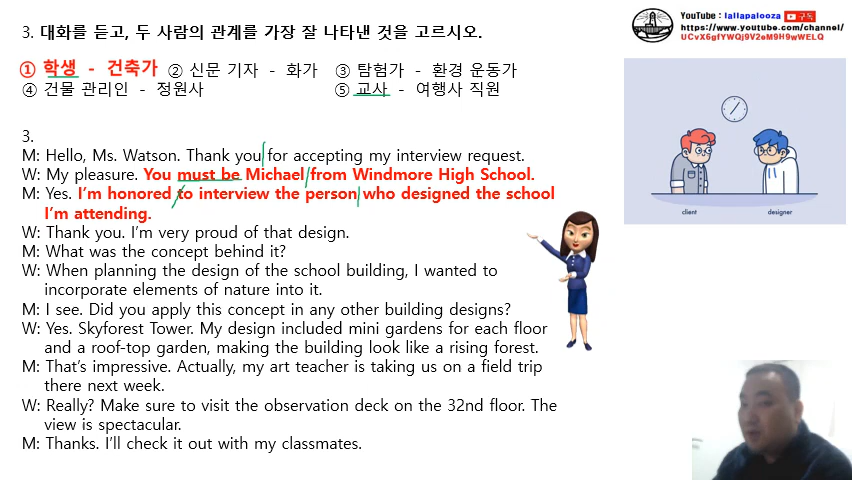 3. 대화를 듣고, 두 사람의 관계를 가장 잘 나타낸 것을 고르시오.
① 학생 - 건축가 ② 신문 기자 - 화가 ③ 탐험가 - 환경 운동가
④ 건물 관리인 - 정원사 ⑤ 교사 - 여행사 직원
3.
M: Hello, Ms. Watson. Thank you for accepting my interview request.
W: My pleasure. You must be Michael from Windmore High School.
M: Yes. I'm honored to interview the person who designed the school
I'm attending.
W: Thank you. I'm very proud of that design.
M: What was the concept behind it?
W: When planning the design of the school building, I wanted to
incorporate elements of nature into it.
M: I see. Did you apply this concept in any other building designs?
W: Yes. Skyforest Tower. My design included mini gardens for each floor
and a roof-top garden, making the building look like a rising forest.
M: That's impressive. Actually, my art teacher is taking us on a field trip
there next week.
W: Really? Make sure to visit the observation deck on the 32nd floor. The
view is spectacular.
M: Thanks. I'll check it out with my classmates.
YouTube : lallapalooza 구독
https://www.youtube.com/channel/
UCvX6gfYWQj9V2eM9H9wWELQ
client designer